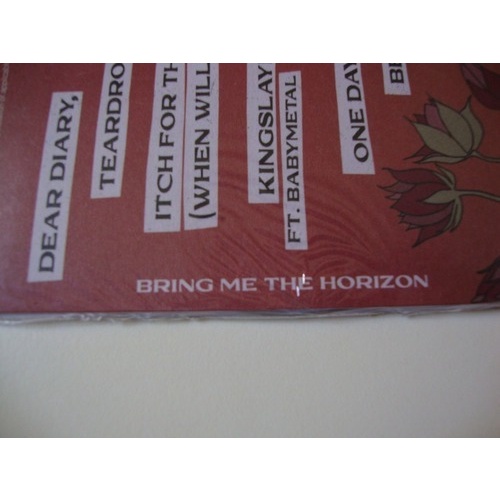 DEAR DIARY,
TEARDRO
ITCH FOR TH
(WHEN WILL
KINGSLAY
FT. BABYMETAL
ONE DAY
BRING ME THE HORIZON